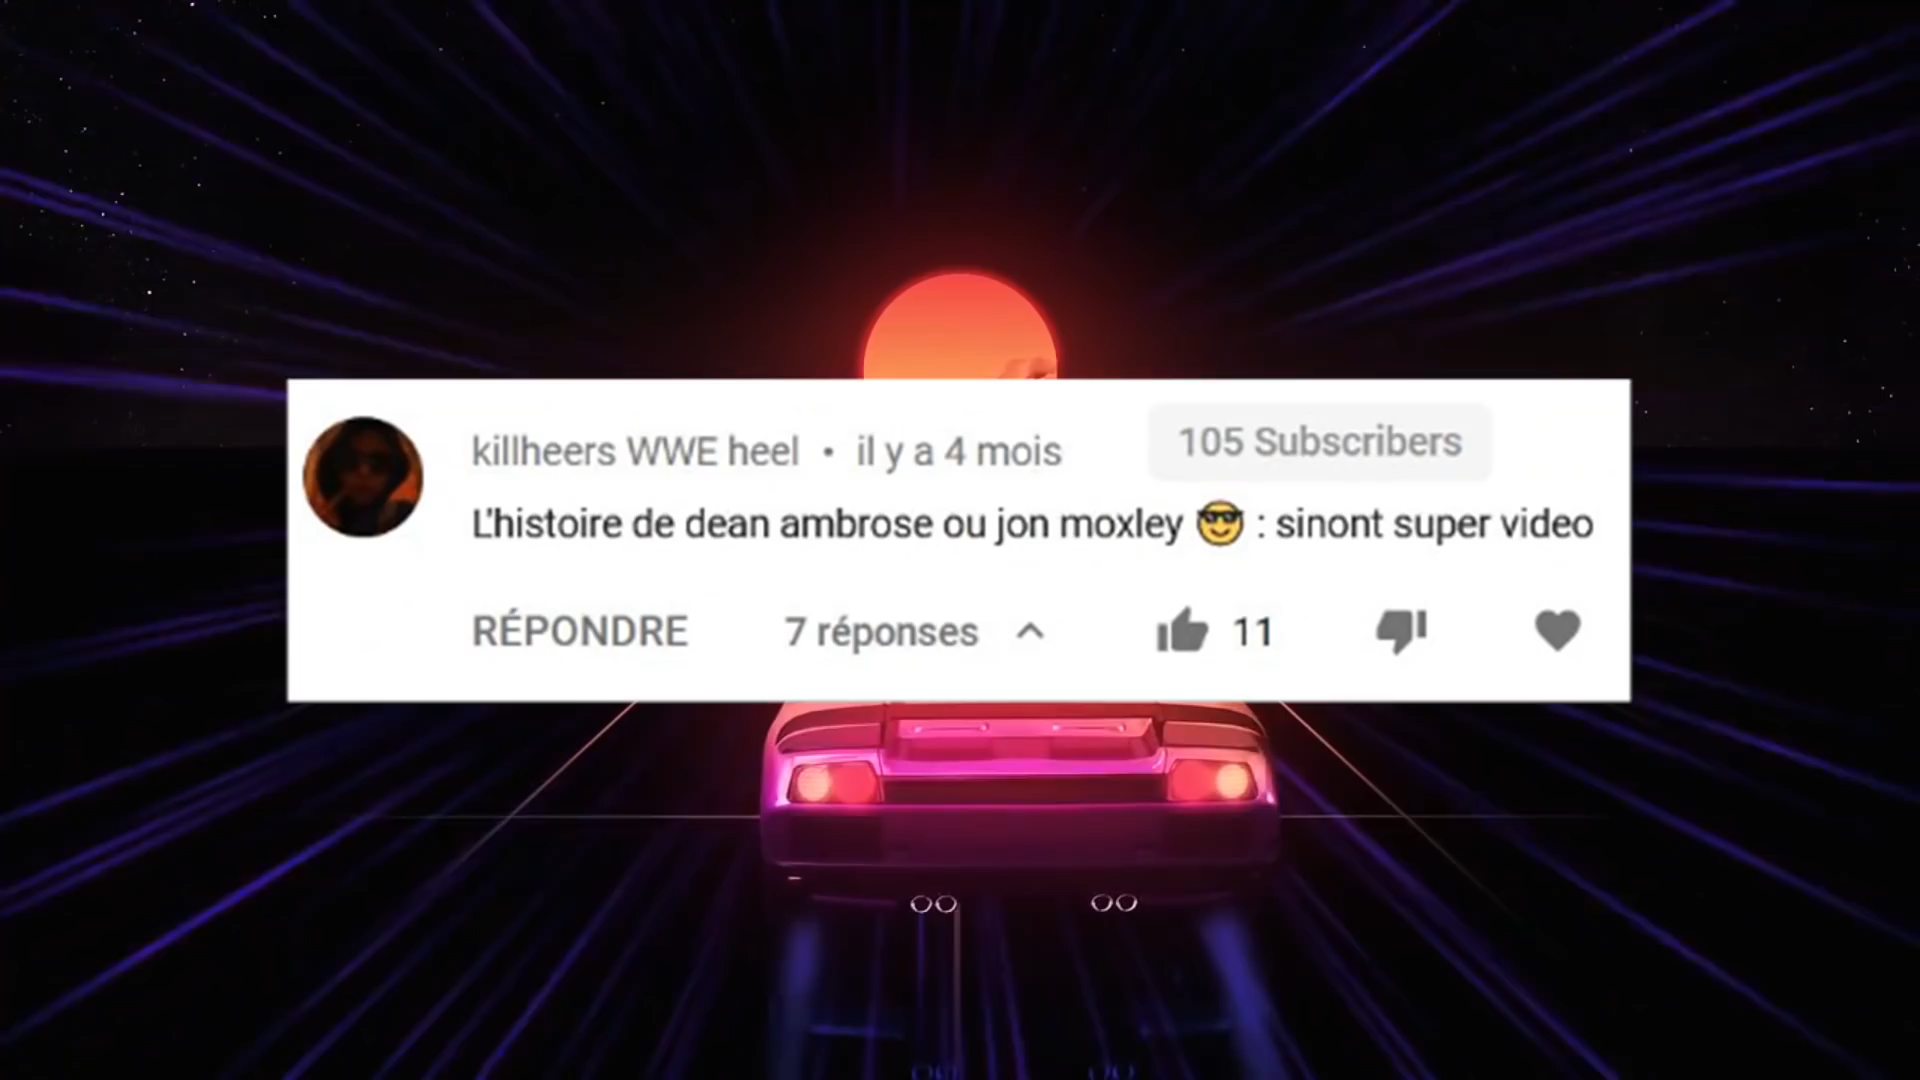 killheers WWE heel • il y a 4 mois 105 Subscribers
L'histoire de dean ambrose ou jon moxley 😎 : sinont super video
RÉPONDRE 7 réponses 11